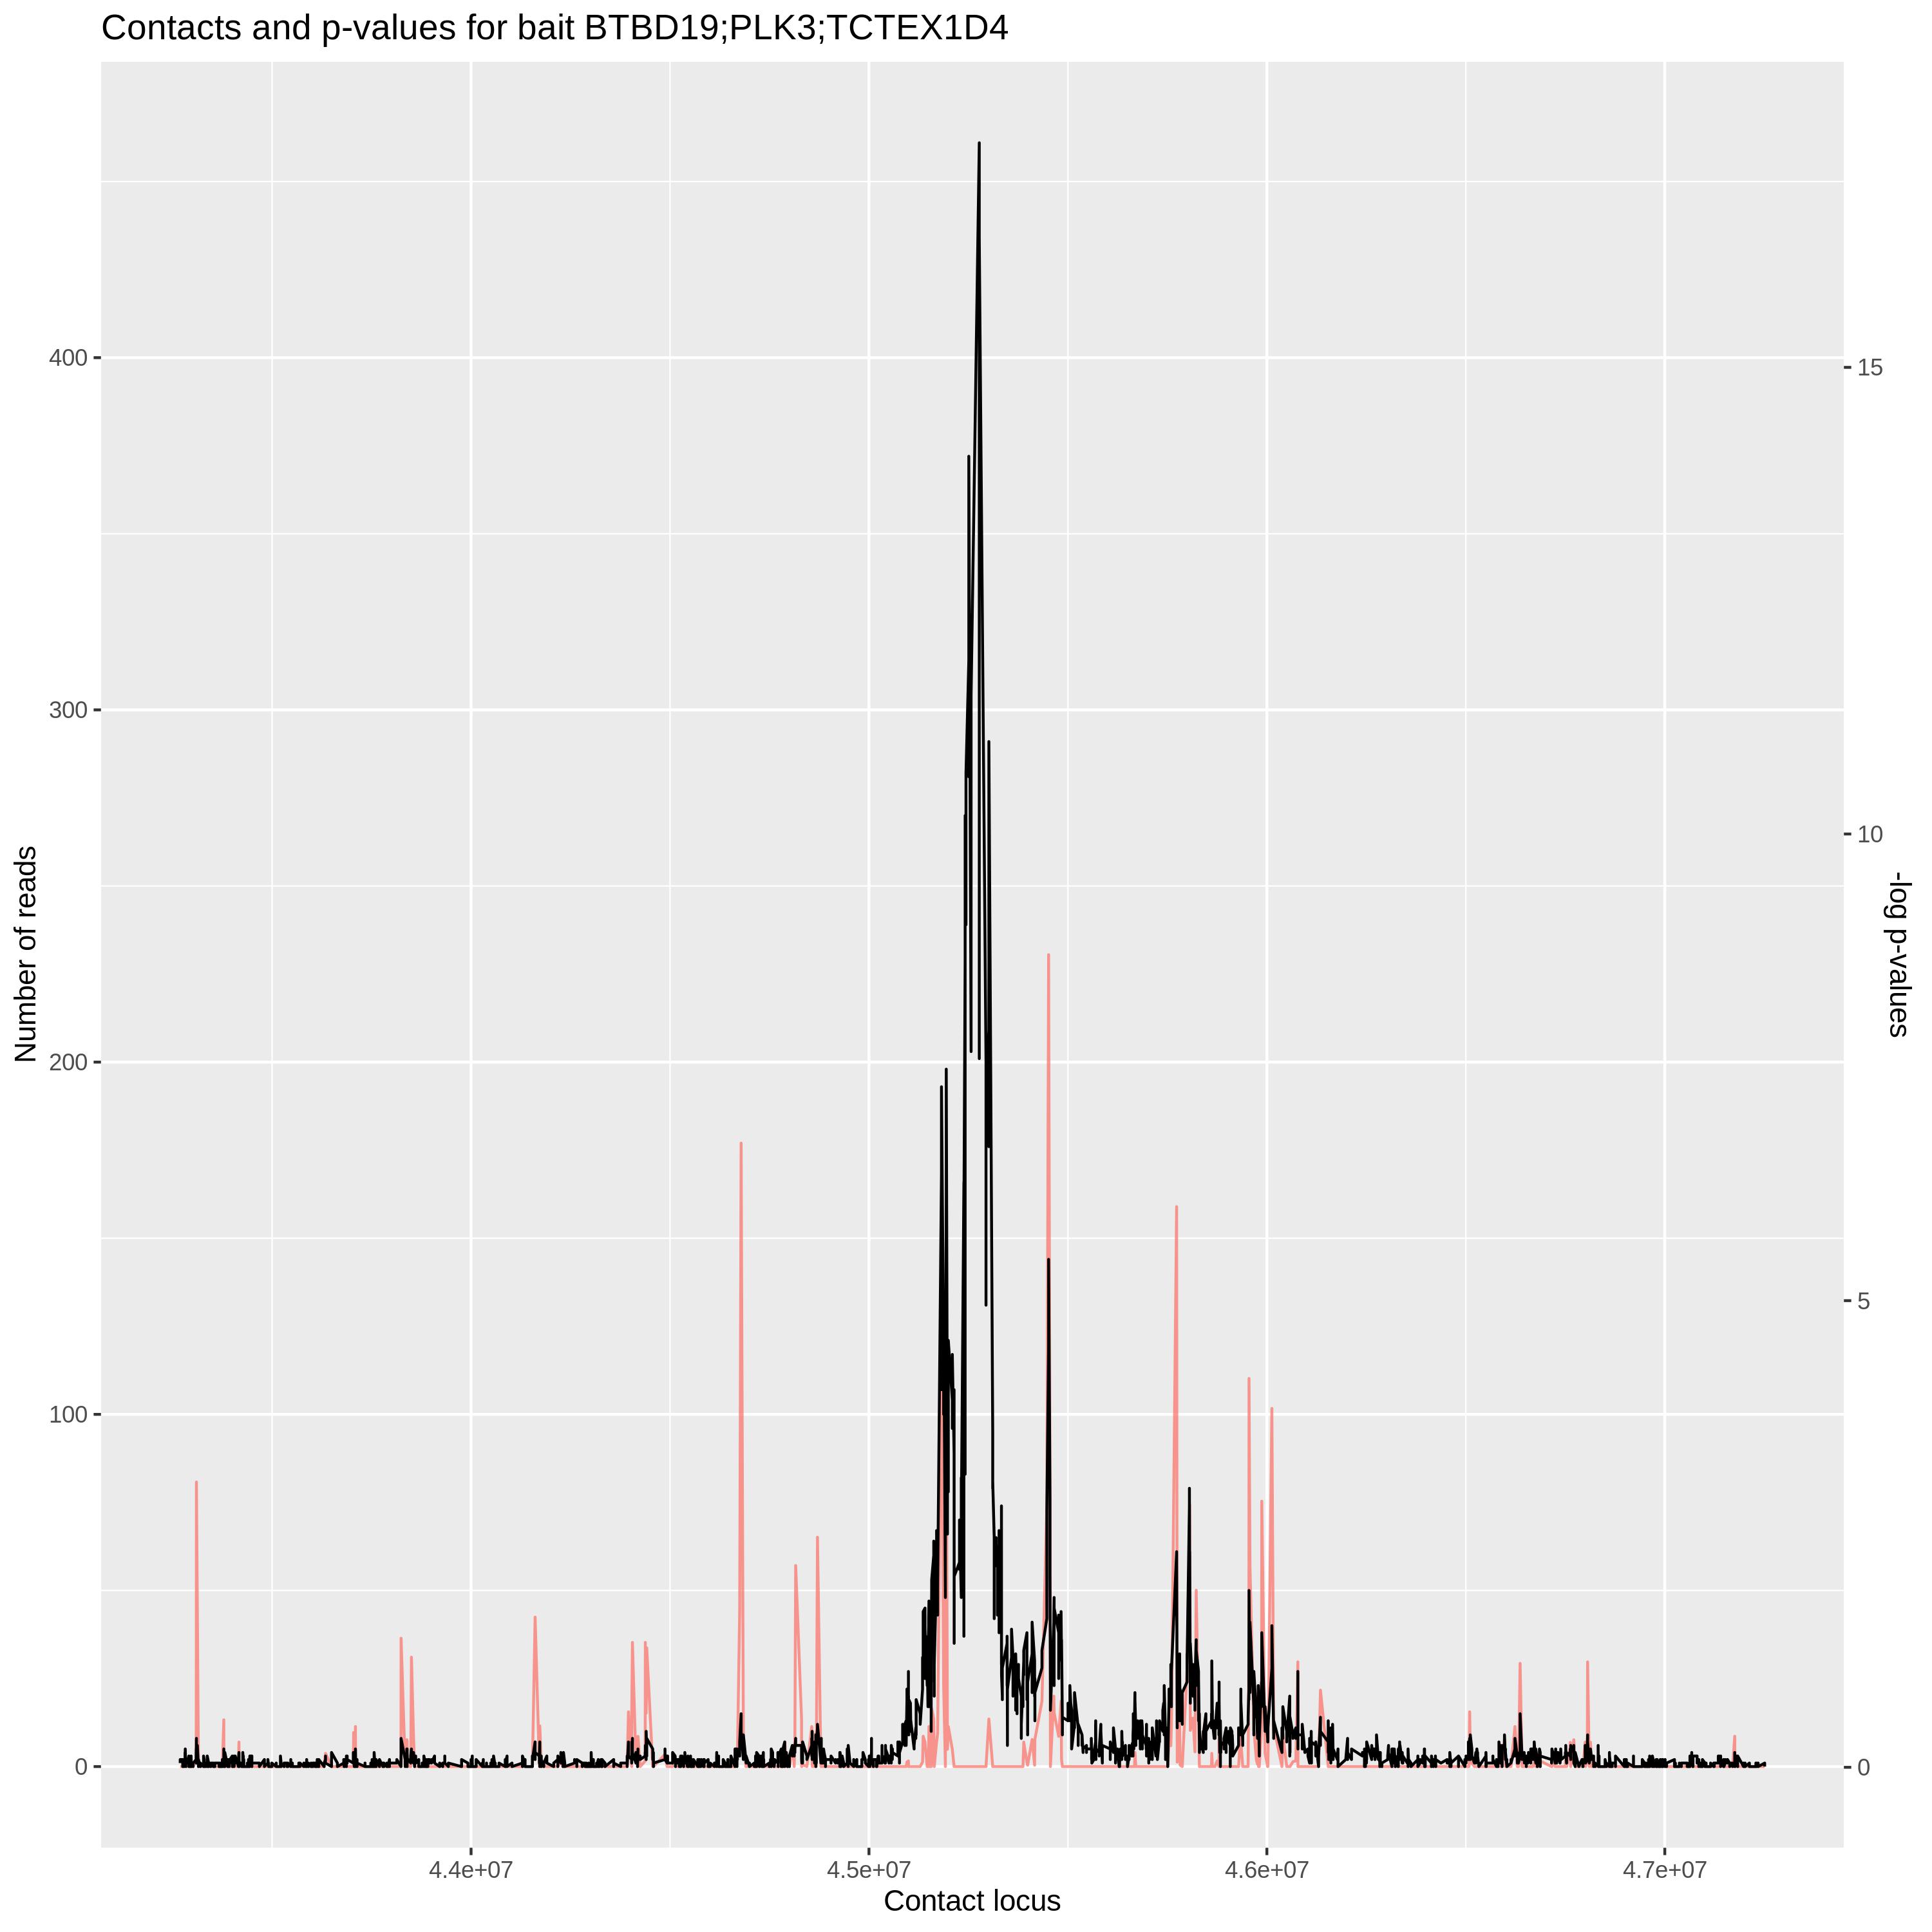 Contacts and p-values for bait BTBD19;PLK3;TCTEX1D4
Number of reads
400
300
200
100
0
15
10
5
0
-log p-values
4.4e+07
4.5e+07
4.6e+07
4.7e+07
Contact locus